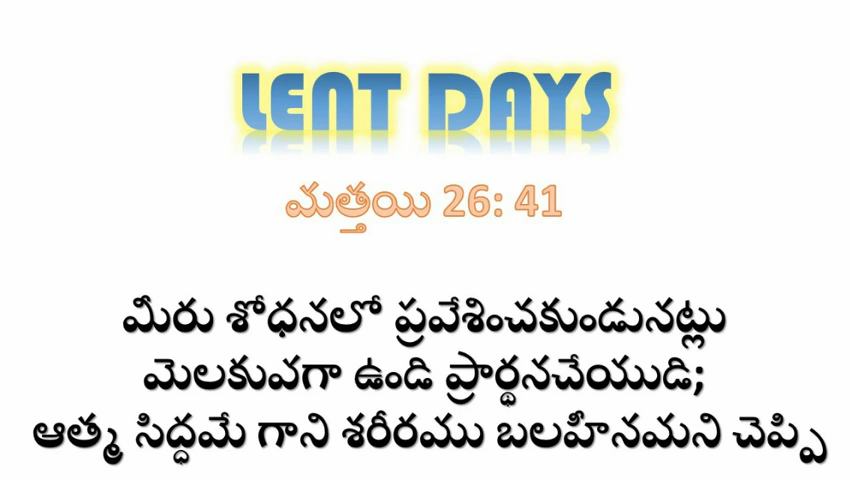 LENT DAYS
మత్తయి 26: 41
మీరు శోధనలో ప్రవేశించకుండునట్లు
మెలకువగా ఉండి ప్రార్థనచేయుడి;
ఆత్మ సిద్ధమే గాని శరీరము బలహీనమని చెప్పి